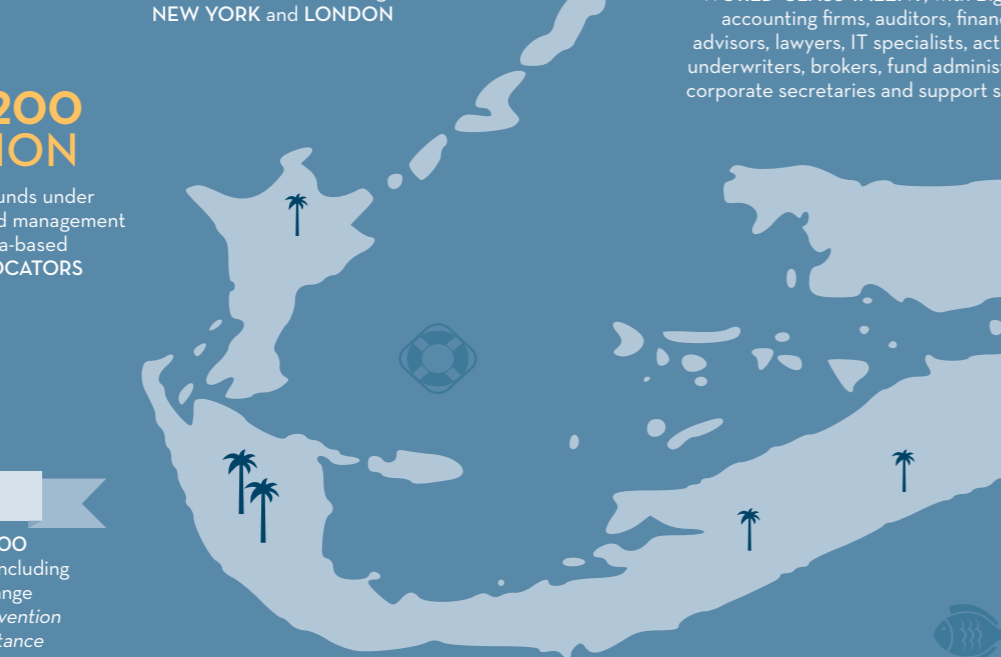 NEW YORK and LONDON
accounting firms, auditors, finan
advisors, lawyers, IT specialists, act
underwriters, brokers, fund adminis
corporate secretaries and support s
200
ION
unds under
d management
a-based
OCATORS
00
ncluding
nge
vention
tance